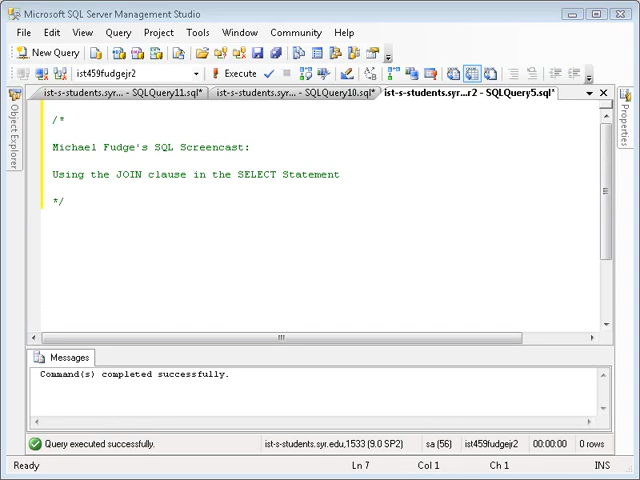 Microsoft SQL Server Management Studio
File Edit View Query Project Tools Window Community Help
New Query
ist459fudgejr2 Execute
ist-s-students.syr... - SQLQuery11.sql* ist-s-students.syr... - SQLQuery10.sql* ist-s-students.syr...r2 - SQLQuery5.sql*
Object Explorer
Properties
/*
Michael Fudge's SQL Screencast:
Using the JOIN clause in the SELECT Statement
*/
Messages
Command(s) completed successfully.
Query executed successfully. ist-s-students.syr.edu,1533 (9.0 SP2) sa (56) ist459fudgejr2 00:00:00 0 rows
Ready Ln 7 Col 1 Ch 1 INS